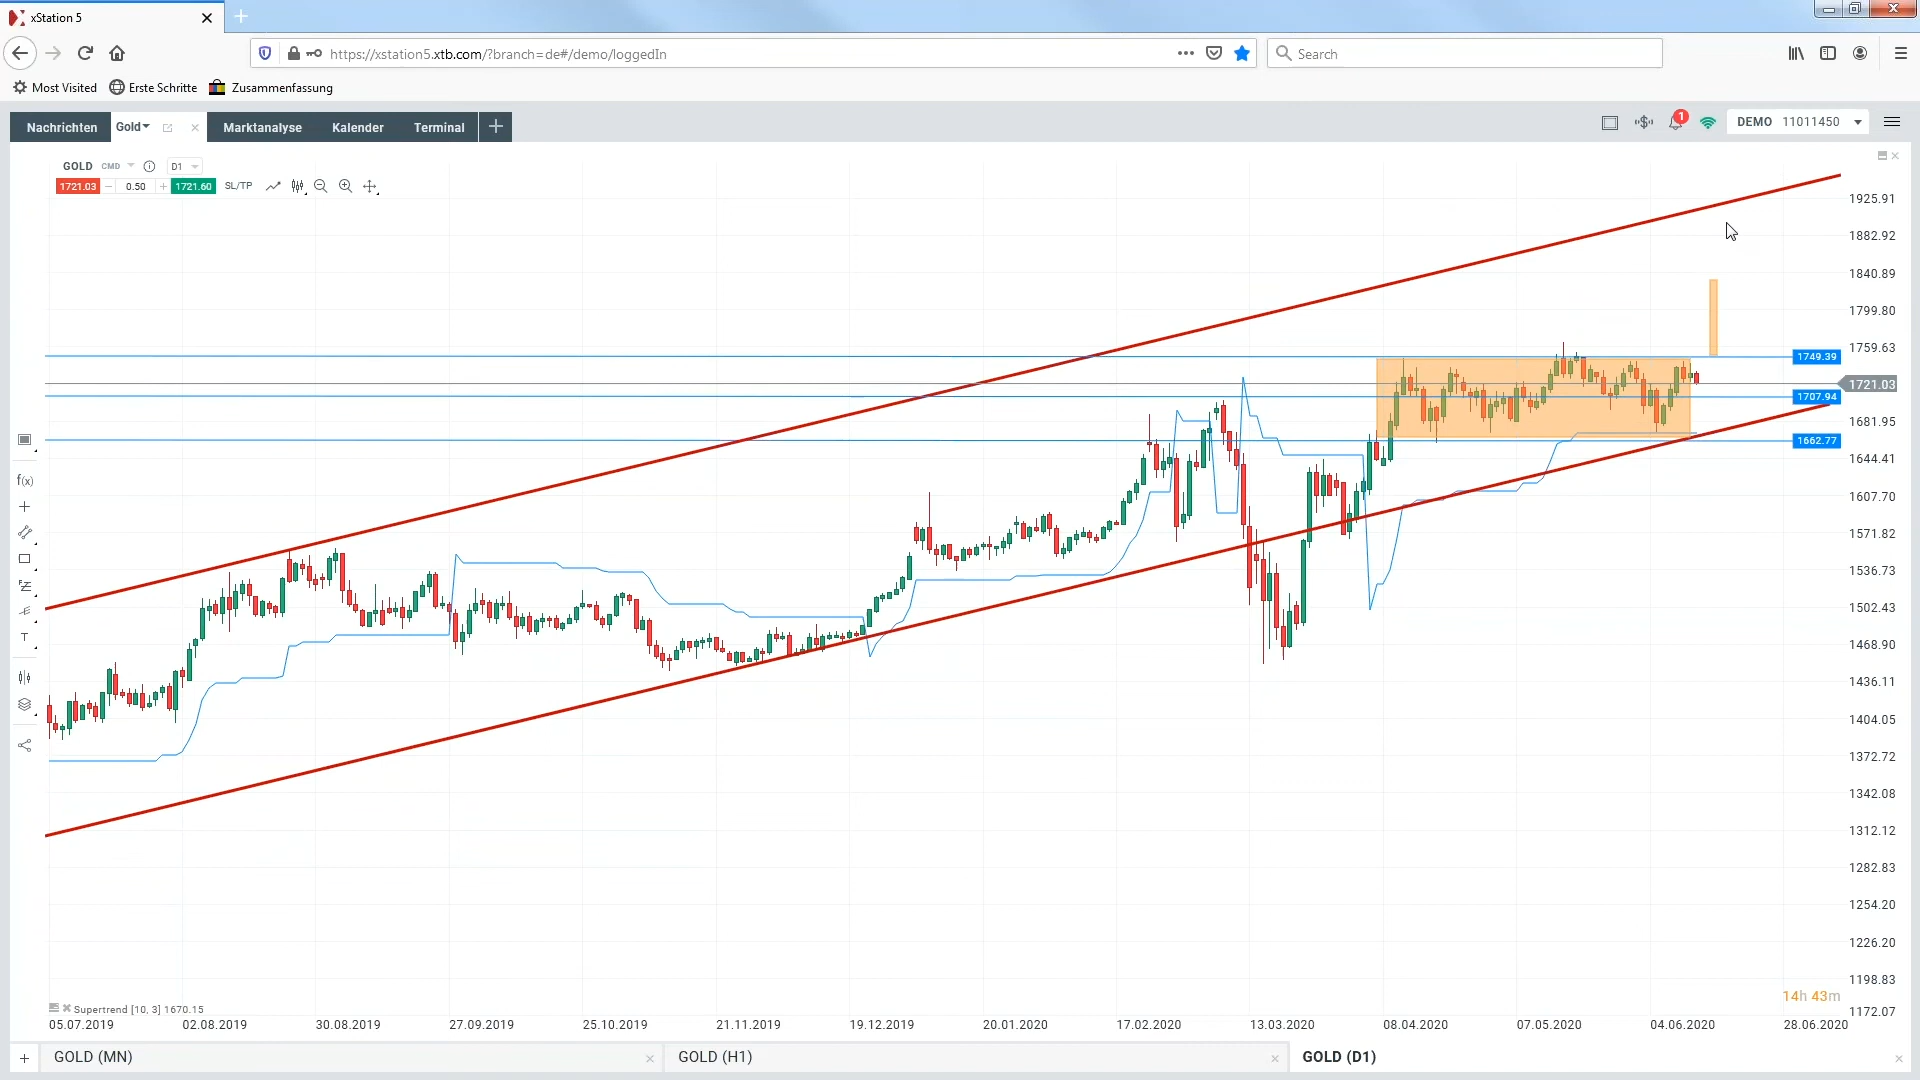 xStation 5
https://xstation5.xtb.com/?branch=de#/demo/loggedIn
Search
Most Visited
Erste Schritte
Zusammenfassung
Nachrichten
Gold
Marktanalyse
Kalender
Terminal
1
DEMO 11011450
GOLD CMD D1
1721.03 0.50 1721.60 SL/TP
1925.91
1882.92
1840.89
1799.80
1759.63
1749.39
1721.03
1707.94
1681.95
1662.77
1644.41
1607.70
1571.82
1536.73
1502.43
1468.90
1436.11
1404.05
1372.72
1342.08
1312.12
1282.83
1254.20
1226.20
1198.83
1172.07
f(x)
T
14h 43m
Supertrend [10, 3] 1670.15
05.07.2019 02.08.2019 30.08.2019 27.09.2019 25.10.2019 21.11.2019 19.12.2019 20.01.2020 17.02.2020 13.03.2020 08.04.2020 07.05.2020 04.06.2020 28.06.2020
GOLD (MN)
GOLD (H1)
GOLD (D1)